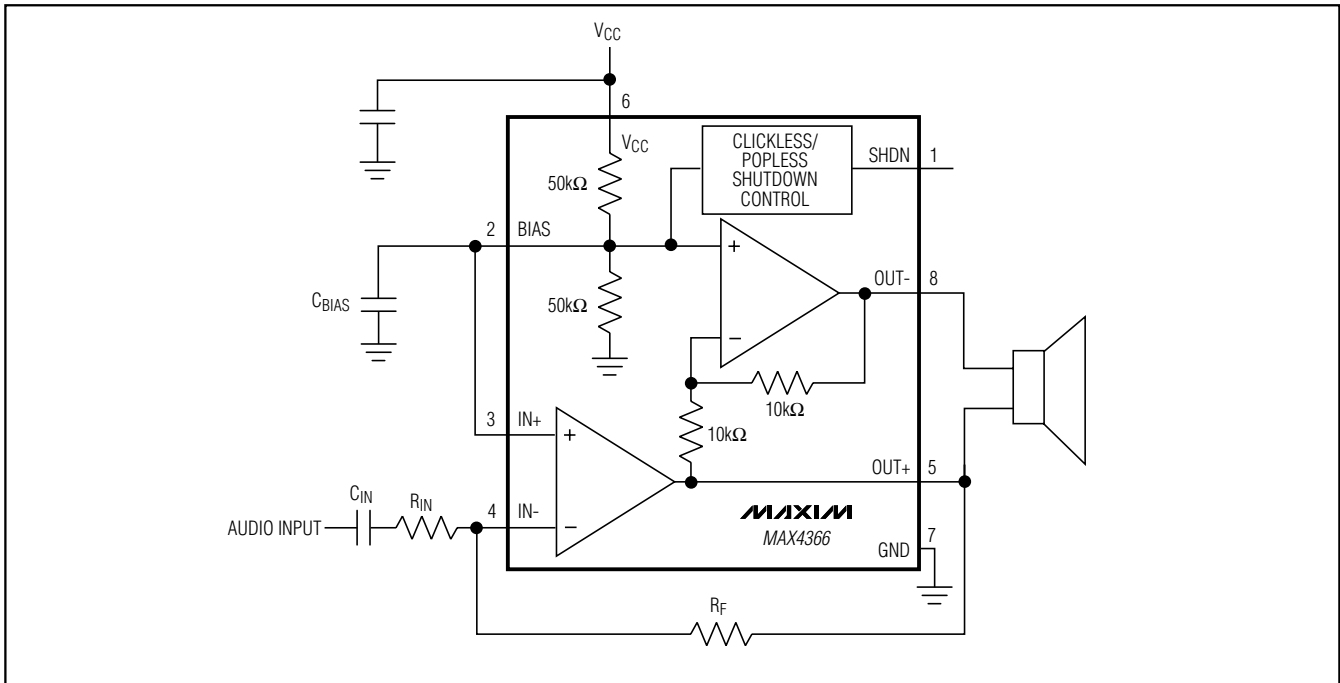 VCC
6
VCC
CLICKLESS/
POPLESS
SHUTDOWN
CONTROL
SHDN 1
50kΩ
2 BIAS
+
OUT- 8
CBIAS
50kΩ
−
10kΩ
3 IN+
+
10kΩ
OUT+ 5
CIN
RIN
AUDIO INPUT
4 IN-
−
MAXIM
MAX4366
7
GND
RF